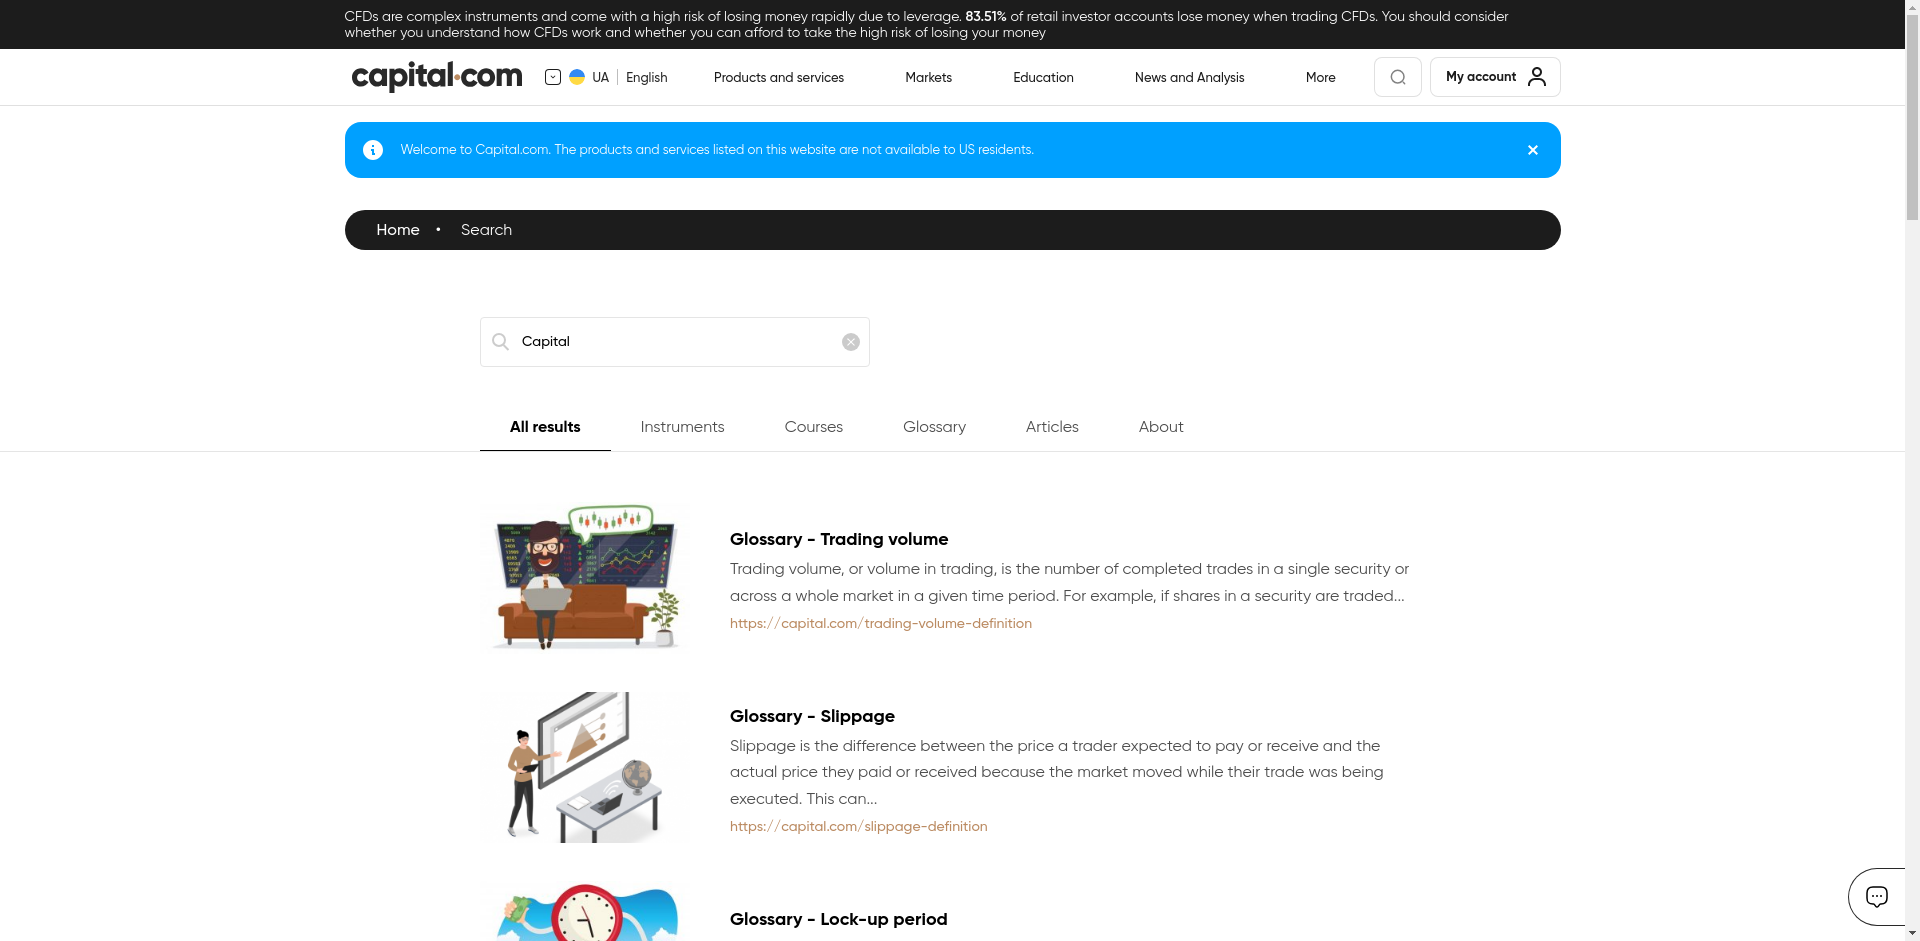 CFDs are complex instruments and come with a high risk of losing money rapidly due to leverage. 83.51% of retail investor accounts lose money when trading CFDs. You should consider
whether you understand how CFDs work and whether you can afford to take the high risk of losing your money
capital.com
UA | English
Products and services
Markets
Education
News and Analysis
More
My account
Welcome to Capital.com. The products and services listed on this website are not available to US residents.
Home • Search
Capital
All results
Instruments
Courses
Glossary
Articles
About
Glossary - Trading volume
Trading volume, or volume in trading, is the number of completed trades in a single security or
across a whole market in a given time period. For example, if shares in a security are traded...
https://capital.com/trading-volume-definition
Glossary - Slippage
Slippage is the difference between the price a trader expected to pay or receive and the
actual price they paid or received because the market moved while their trade was being
executed. This can...
https://capital.com/slippage-definition
Glossary - Lock-up period